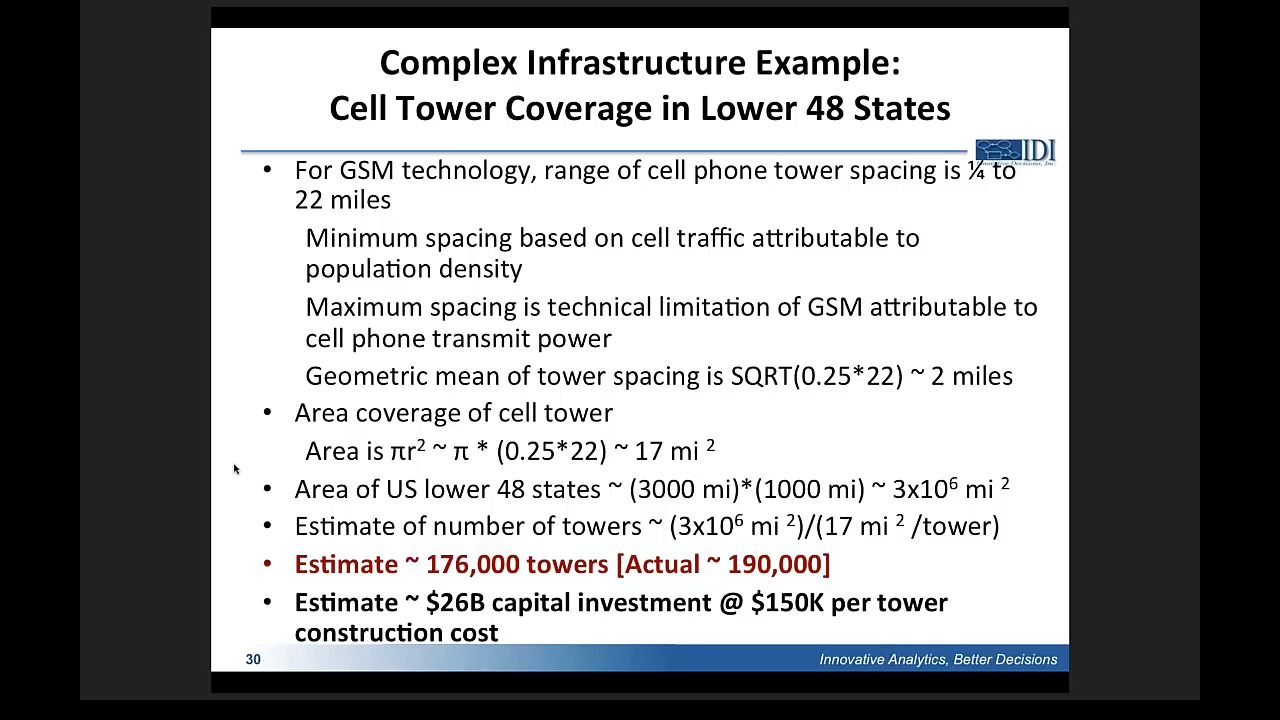 Complex Infrastructure Example:
Cell Tower Coverage in Lower 48 States
IDI
Innovative Decisions, Inc.
• For GSM technology, range of cell phone tower spacing is ¼ to
22 miles
Minimum spacing based on cell traffic attributable to
population density
Maximum spacing is technical limitation of GSM attributable to
cell phone transmit power
Geometric mean of tower spacing is SQRT(0.25*22) ~ 2 miles
• Area coverage of cell tower
Area is πr² ~ π * (0.25*22) ~ 17 mi ²
• Area of US lower 48 states ~ (3000 mi)*(1000 mi) ~ 3x10⁶ mi ²
• Estimate of number of towers ~ (3x10⁶ mi ²)/(17 mi ² /tower)
• Estimate ~ 176,000 towers [Actual ~ 190,000]
• Estimate ~ $26B capital investment @ $150K per tower
construction cost
30
Innovative Analytics, Better Decisions